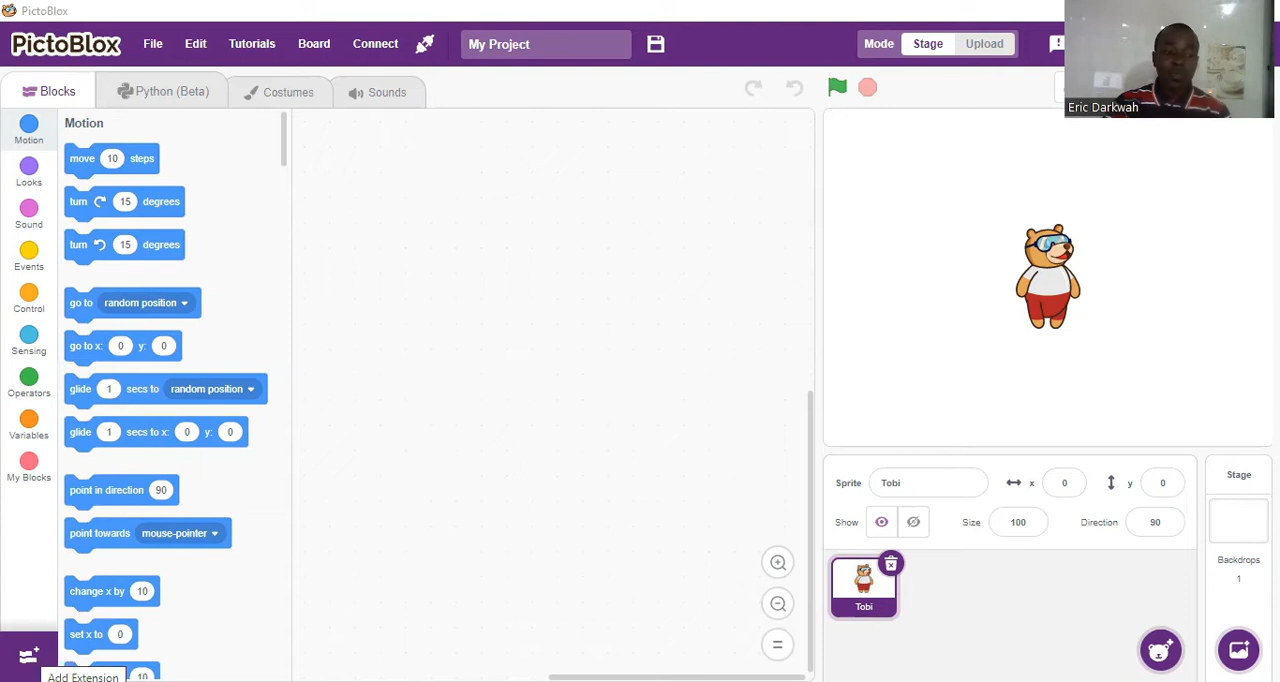 PictoBlox
PictoBlox File Edit Tutorials Board Connect My Project Mode Stage Upload
Eric Darkwah
Blocks Python (Beta) Costumes Sounds
Motion
Looks
Sound
Events
Control
Sensing
Operators
Variables
My Blocks
Motion
move 10 steps
turn 15 degrees
turn 15 degrees
go to random position
go to x: 0 y: 0
glide 1 secs to random position
glide 1 secs to x: 0 y: 0
point in direction 90
point towards mouse-pointer
change x by 10
set x to 0
10
Add Extension
Sprite Tobi x 0 y 0
Show Size 100 Direction 90
Tobi
Stage
Backdrops
1